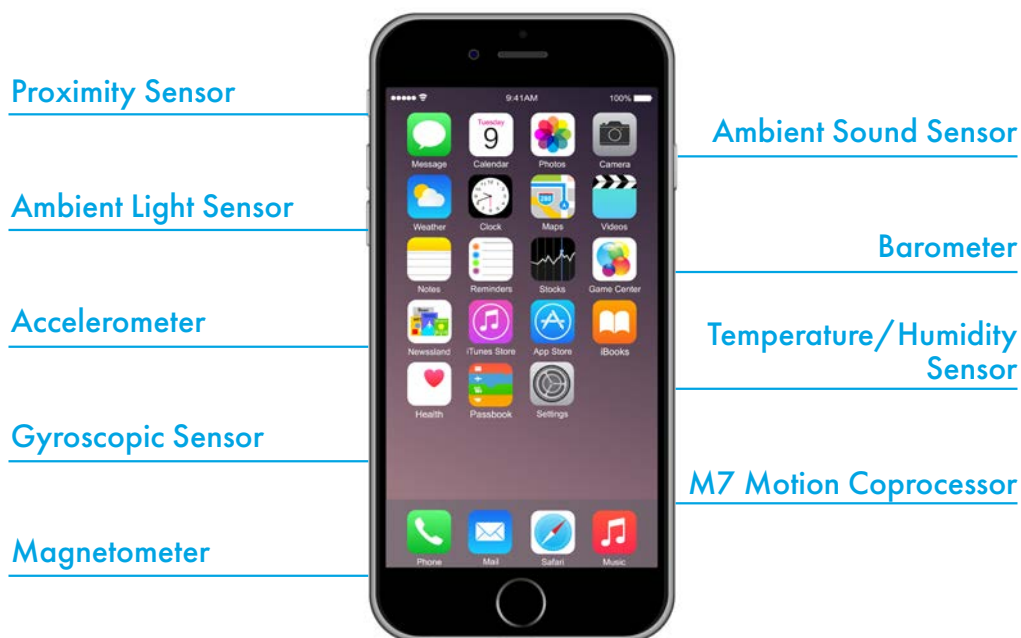 Proximity Sensor
Ambient Light Sensor
Accelerometer
Gyroscopic Sensor
Magnetometer
9:41AM
100%
Tuesday
9
Message
Calendar
Photos
Camera
280
Weather
Clock
Maps
Videos
Notes
Reminders
Stocks
Game Center
Newssland
iTunes Store
App Store
iBooks
Health
Passbook
Settings
Phone
Mail
Safari
Music
Ambient Sound Sensor
Barometer
Temperature/Humidity
Sensor
M7 Motion Coprocessor